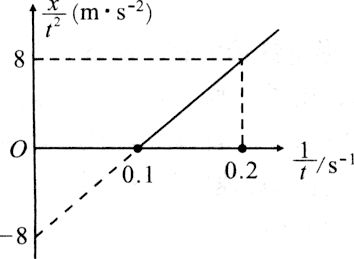 x/t² (m·s⁻²)
8
O
0.1
0.2
1/t /s⁻¹
−8